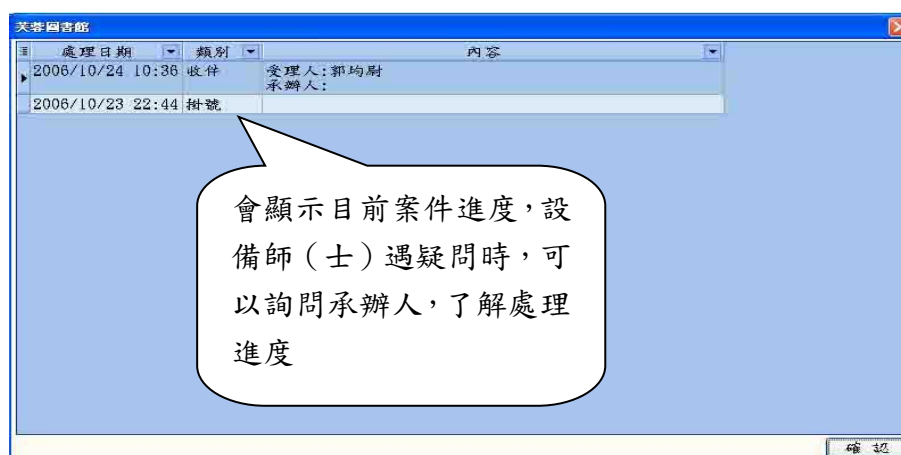 芙蓉圖書館
處理日期 類別 內容
2006/10/24 10:36 收件 受理人:郭均尉
承辦人:
2006/10/23 22:44 掛號
會顯示目前案件進度,設
備師(士)遇疑問時,可
以詢問承辦人,了解處理
進度
確 認